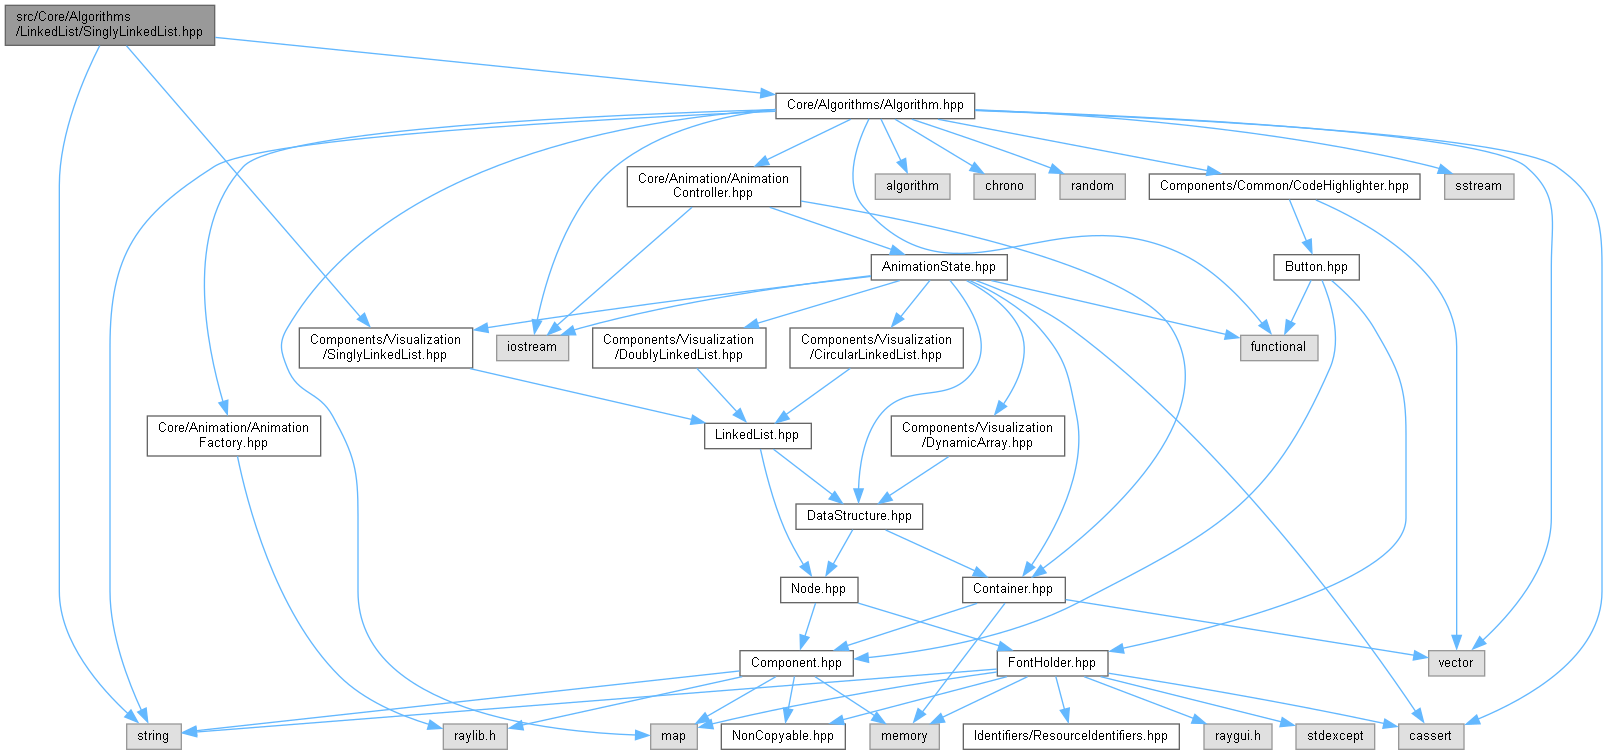 src/Core/Algorithms
/LinkedList/SinglyLinkedList.hpp
Core/Algorithms/Algorithm.hpp
Core/Animation/Animation
Controller.hpp
algorithm
chrono
random
Components/Common/CodeHighlighter.hpp
sstream
AnimationState.hpp
Button.hpp
Components/Visualization
/SinglyLinkedList.hpp
iostream
Components/Visualization
/DoublyLinkedList.hpp
Components/Visualization
/CircularLinkedList.hpp
functional
Core/Animation/Animation
Factory.hpp
LinkedList.hpp
Components/Visualization
/DynamicArray.hpp
DataStructure.hpp
Node.hpp
Container.hpp
Component.hpp
FontHolder.hpp
vector
string
raylib.h
map
NonCopyable.hpp
memory
Identifiers/ResourceIdentifiers.hpp
raygui.h
stdexcept
cassert